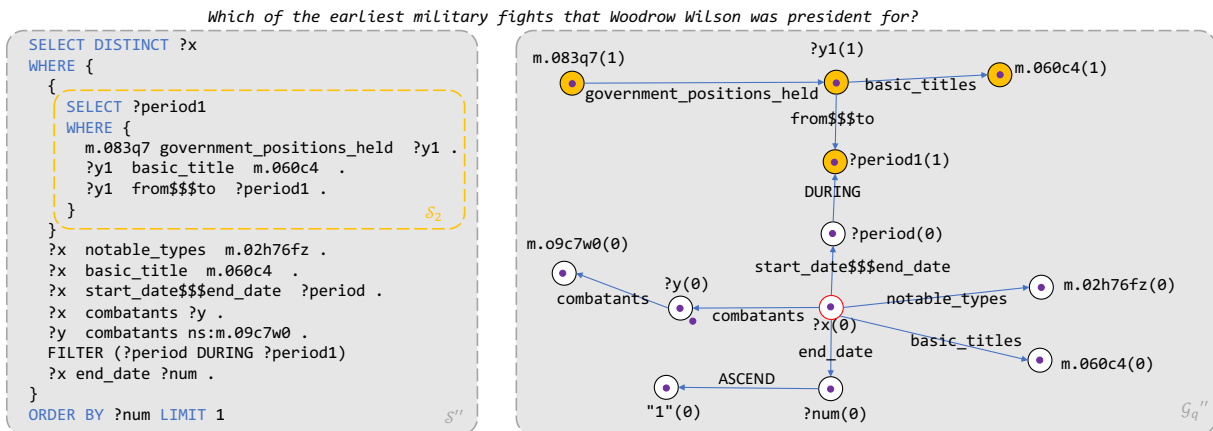 Which of the earliest military fights that Woodrow Wilson was president for?
SELECT DISTINCT ?x
WHERE {
{
SELECT ?period1
WHERE {
m.083q7 government_positions_held ?y1 .
?y1 basic_title m.060c4 .
?y1 from$$$to ?period1 .
}
S₂
}
?x notable_types m.02h76fz .
?x basic_title m.060c4 .
?x start_date$$$end_date ?period .
?x combatants ?y .
?y combatants ns:m.09c7w0 .
FILTER (?period DURING ?period1)
?x end_date ?num .
}
ORDER BY ?num LIMIT 1
S''
m.083q7(1)
?y1(1)
m.060c4(1)
government_positions_held
basic_titles
from$$$to
?period1(1)
DURING
?period(0)
m.o9c7w0(0)
start_date$$$end_date
?y(0)
m.02h76fz(0)
combatants
combatants
notable_types
?x(0)
basic_titles
end_date
m.060c4(0)
ASCEND
"1"(0)
?num(0)
G_q''